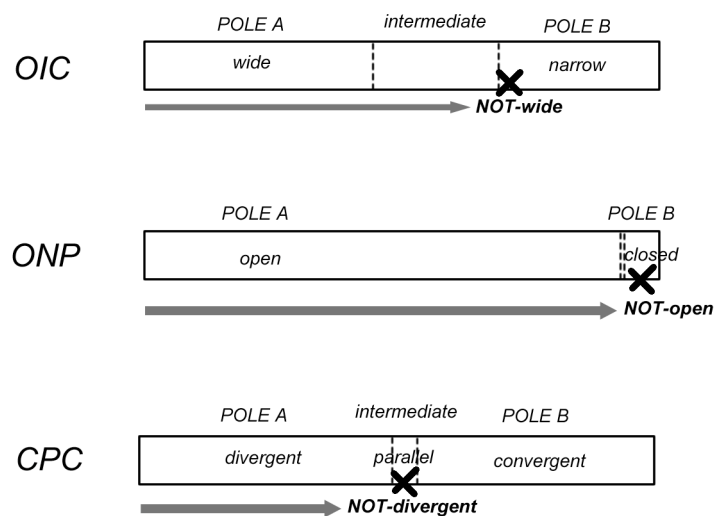 POLE A intermediate POLE B
OIC wide narrow
NOT-wide
POLE A POLE B
ONP open closed
NOT-open
POLE A intermediate POLE B
CPC divergent parallel convergent
NOT-divergent